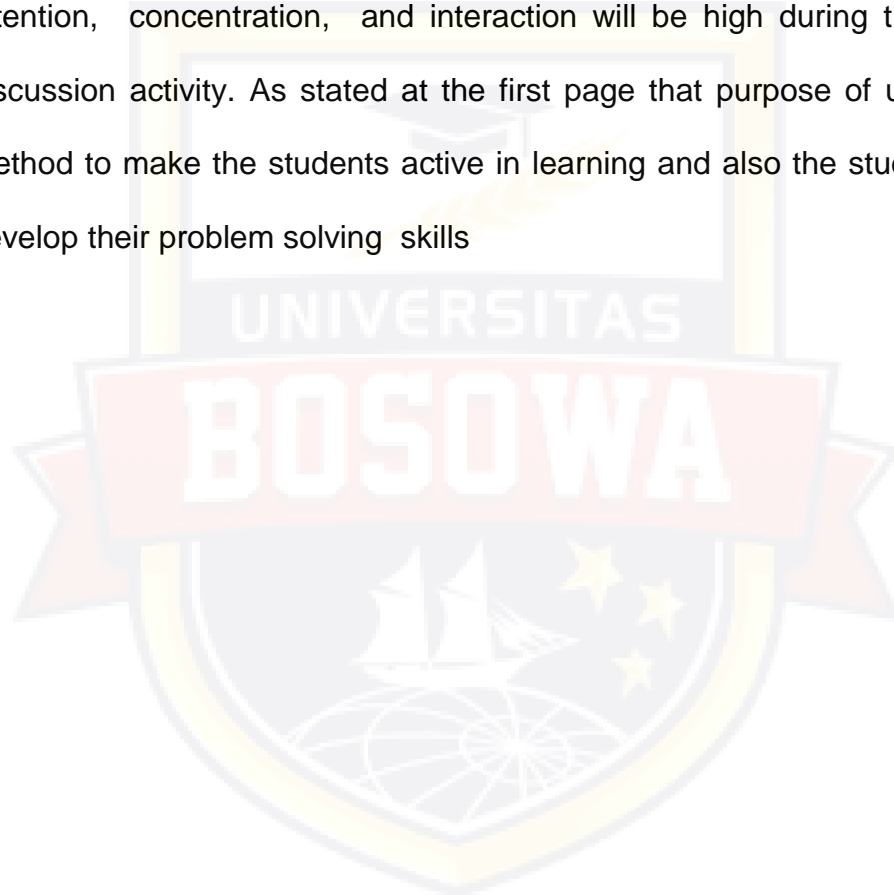 tention, concentration, and interaction will be high during t
scussion activity. As stated at the first page that purpose of u
ethod to make the students active in learning and also the stu
velop their problem solving skills
UNIVERSITAS
BOSOWA